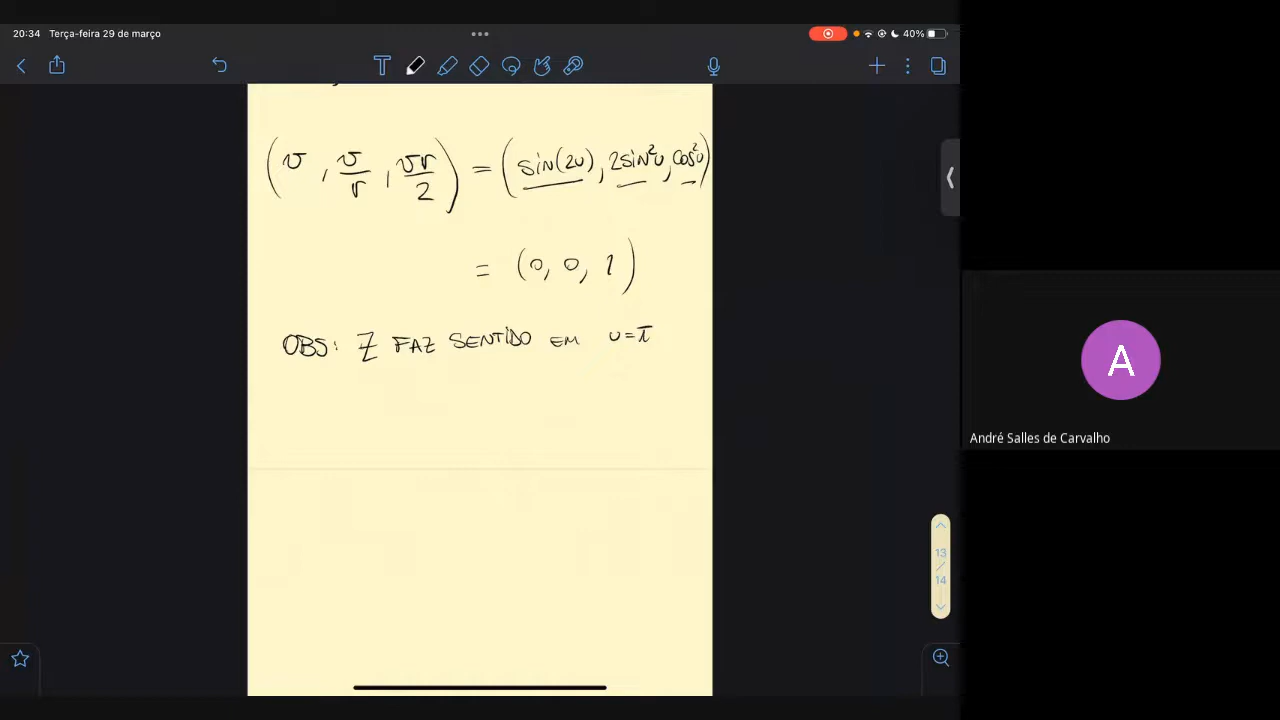 20:34 Terça-feira 29 de março 40%
(v, v/r, vr/2) = (sin(2u), 2sin²u, cos²u)
= (0, 0, 1)
OBS: Z FAZ SENTIDO EM u=π
13
/
14
A
André Salles de Carvalho